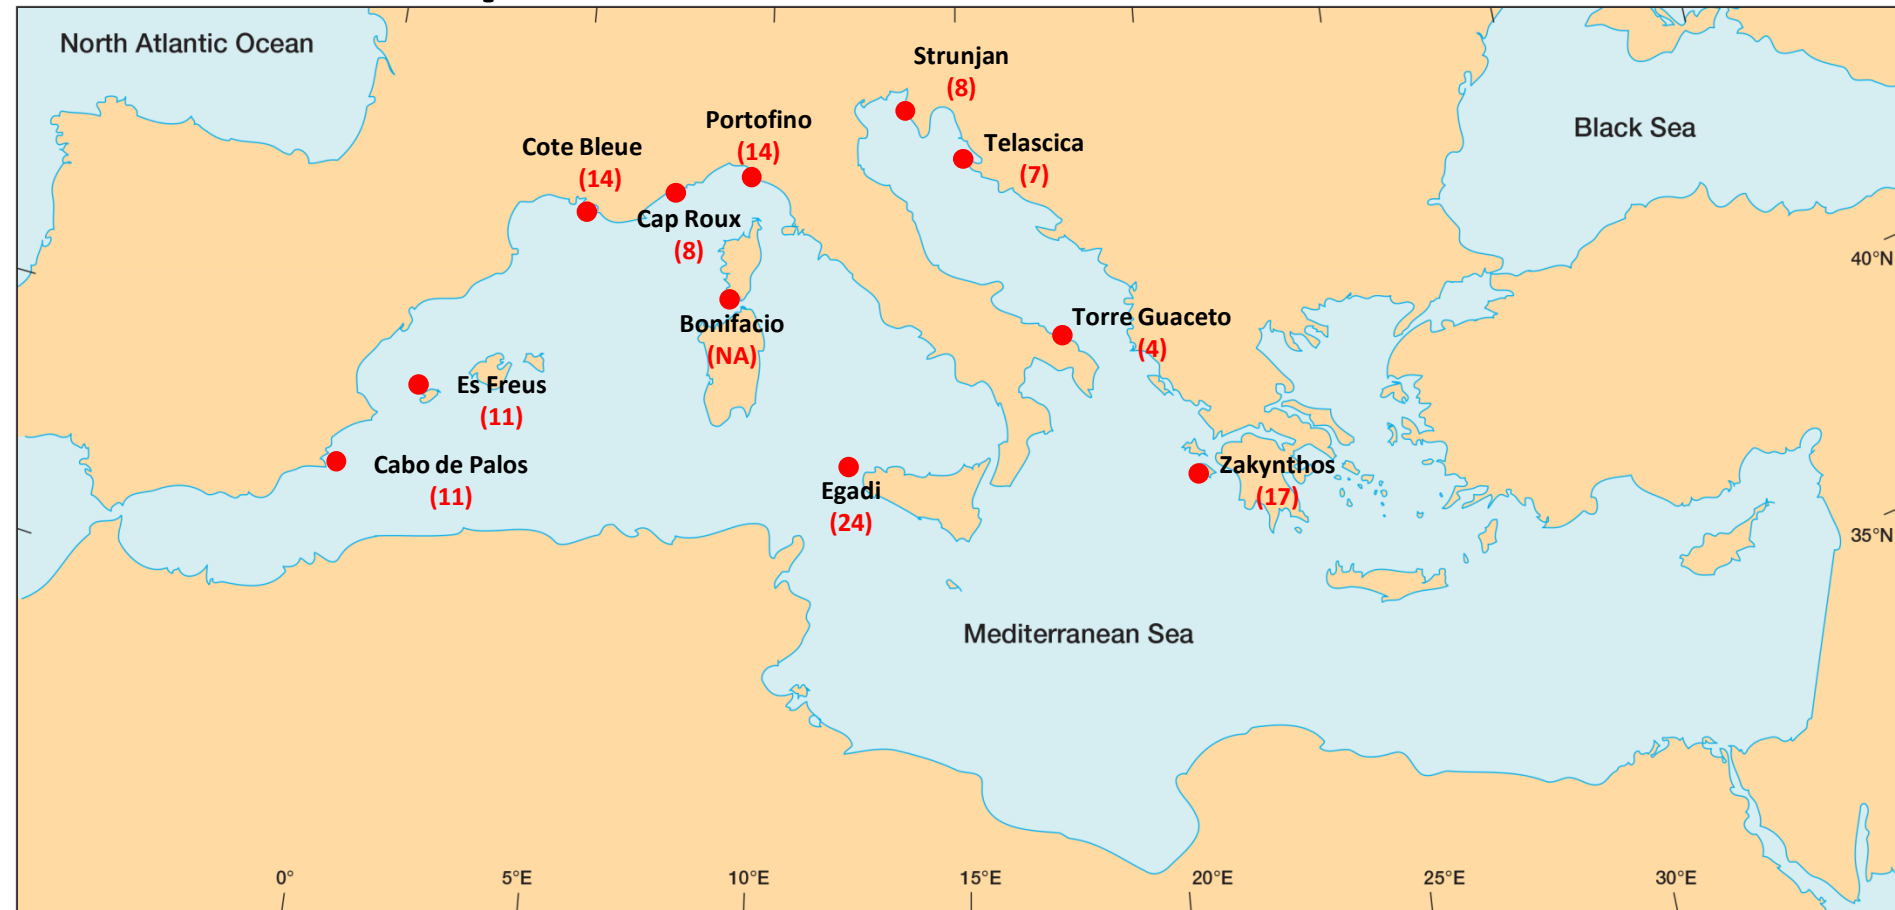 North Atlantic Ocean
Strunjan
(8)
Black Sea
Portofino
(14)
Cote Bleue
(14)
Telascica
(7)
Cap Roux
(8)
40°N
Bonifacio
(NA)
Torre Guaceto
(4)
Es Freus
(11)
Cabo de Palos
(11)
Egadi
(24)
Zakynthos
(17)
35°N
Mediterranean Sea
0°
5°E
10°E
15°E
20°E
25°E
30°E